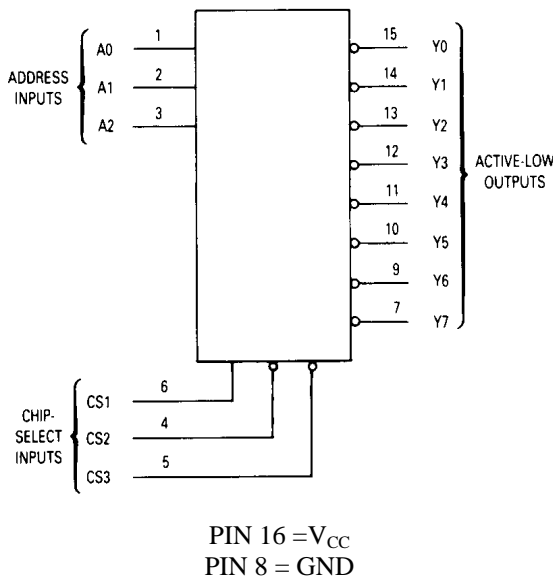 ADDRESS
INPUTS
A0 1
A1 2
A2 3
15 Y0
14 Y1
13 Y2
12 Y3
11 Y4
10 Y5
9 Y6
7 Y7
ACTIVE-LOW
OUTPUTS
CHIP-
SELECT
INPUTS
CS1 6
CS2 4
CS3 5
PIN 16 =VCC
PIN 8 = GND